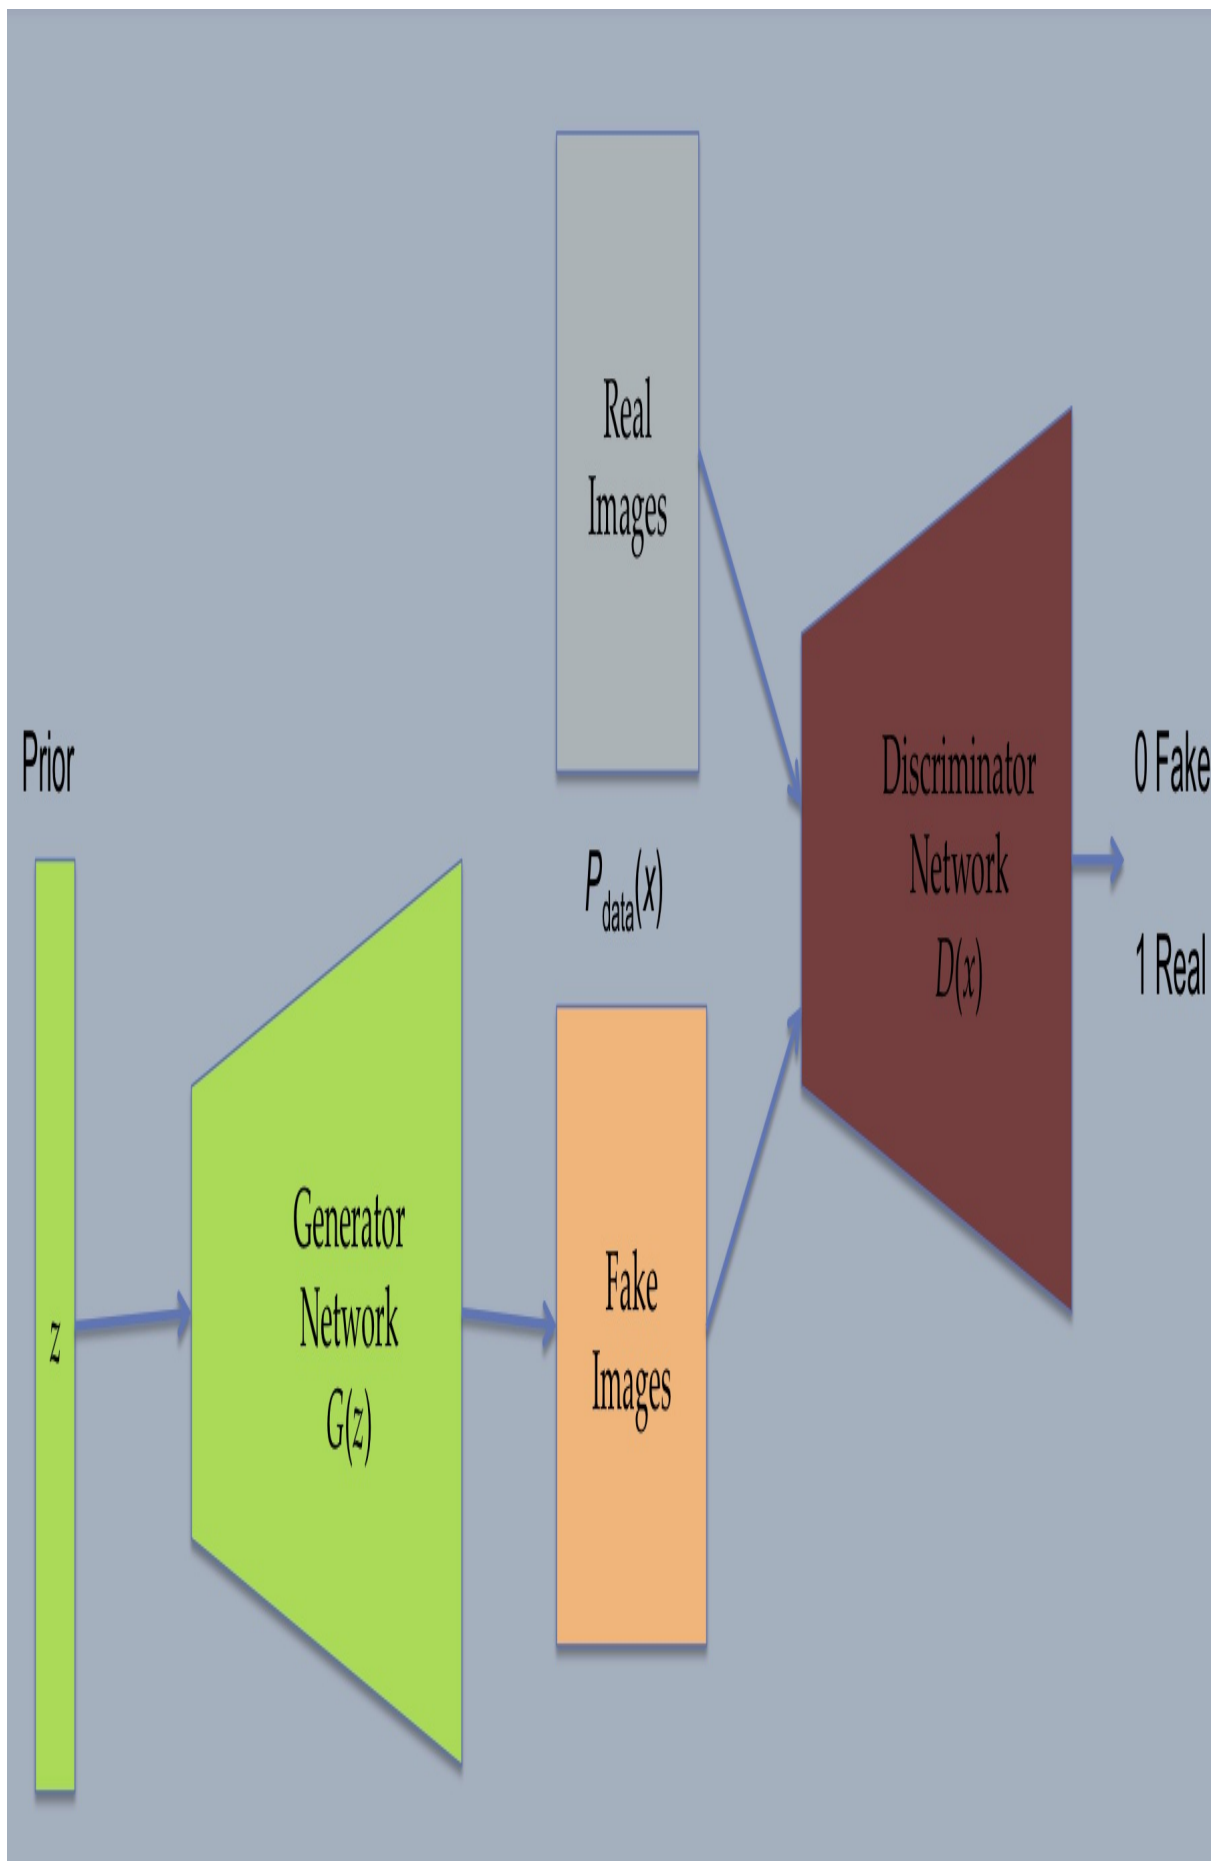 Real
Images
Prior
P_data(x)
Discriminator
Network
D(x)
0 Fake
1 Real
z
Generator
Network
G(z)
Fake
Images